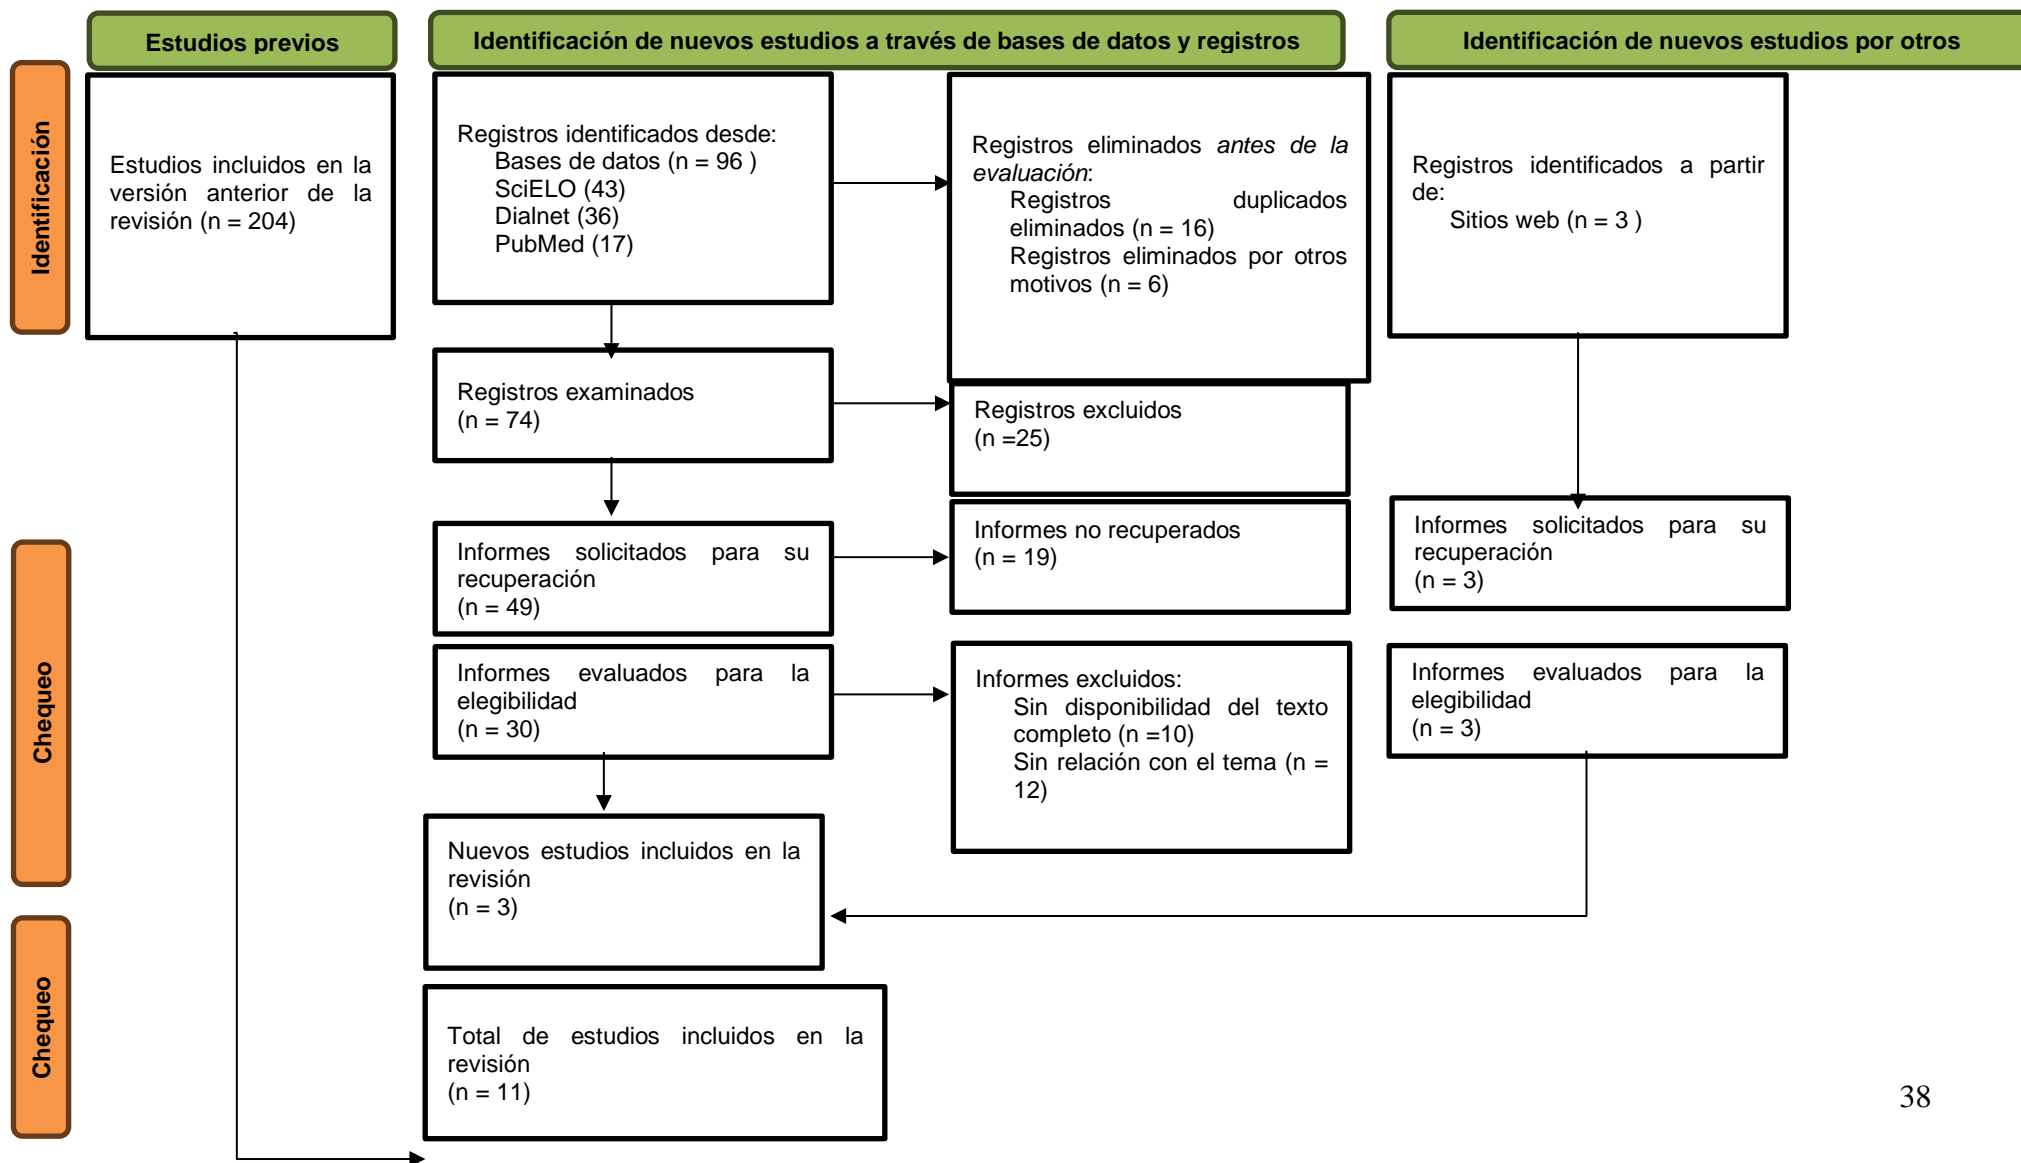 Estudios previos
Identificación de nuevos estudios a través de bases de datos y registros
Identificación de nuevos estudios por otros
Identificación
Estudios incluidos en la
versión anterior de la
revisión (n = 204)
Registros identificados desde:
Bases de datos (n = 96 )
SciELO (43)
Dialnet (36)
PubMed (17)
Registros eliminados antes de la
evaluación:
Registros duplicados
eliminados (n = 16)
Registros eliminados por otros
motivos (n = 6)
Registros identificados a partir
de:
Sitios web (n = 3 )
Registros examinados
(n = 74)
Registros excluidos
(n =25)
Chequeo
Informes solicitados para su
recuperación
(n = 49)
Informes no recuperados
(n = 19)
Informes solicitados para su
recuperación
(n = 3)
Informes evaluados para la
elegibilidad
(n = 30)
Informes excluidos:
Sin disponibilidad del texto
completo (n =10)
Sin relación con el tema (n =
12)
Informes evaluados para la
elegibilidad
(n = 3)
Nuevos estudios incluidos en la
revisión
(n = 3)
Chequeo
Total de estudios incluidos en la
revisión
(n = 11)
38